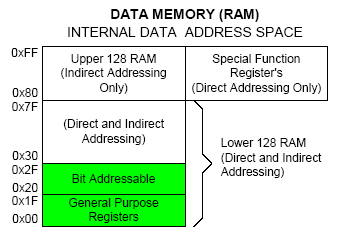 DATA MEMORY (RAM)
INTERNAL DATA ADDRESS SPACE
0xFF
Upper 128 RAM
(Indirect Addressing
Only)
Special Function
Register's
(Direct Addressing Only)
0x80
0x7F
(Direct and Indirect
Addressing)
Lower 128 RAM
(Direct and Indirect
Addressing)
0x30
0x2F
Bit Addressable
0x20
0x1F
General Purpose
Registers
0x00